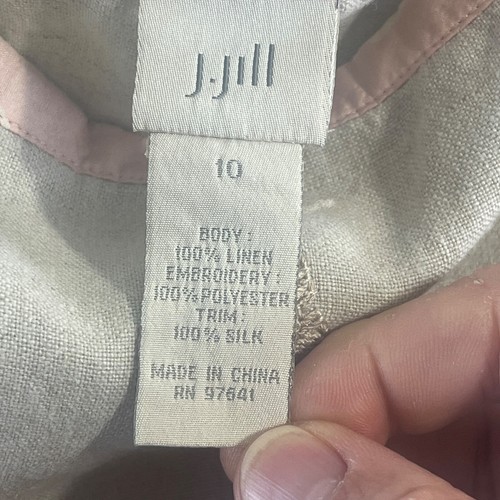 J.Jill
10
BODY:
100% LINEN
EMBROIDERY:
100% POLYESTER
TRIM:
100% SILK
MADE IN CHINA
RN 97641